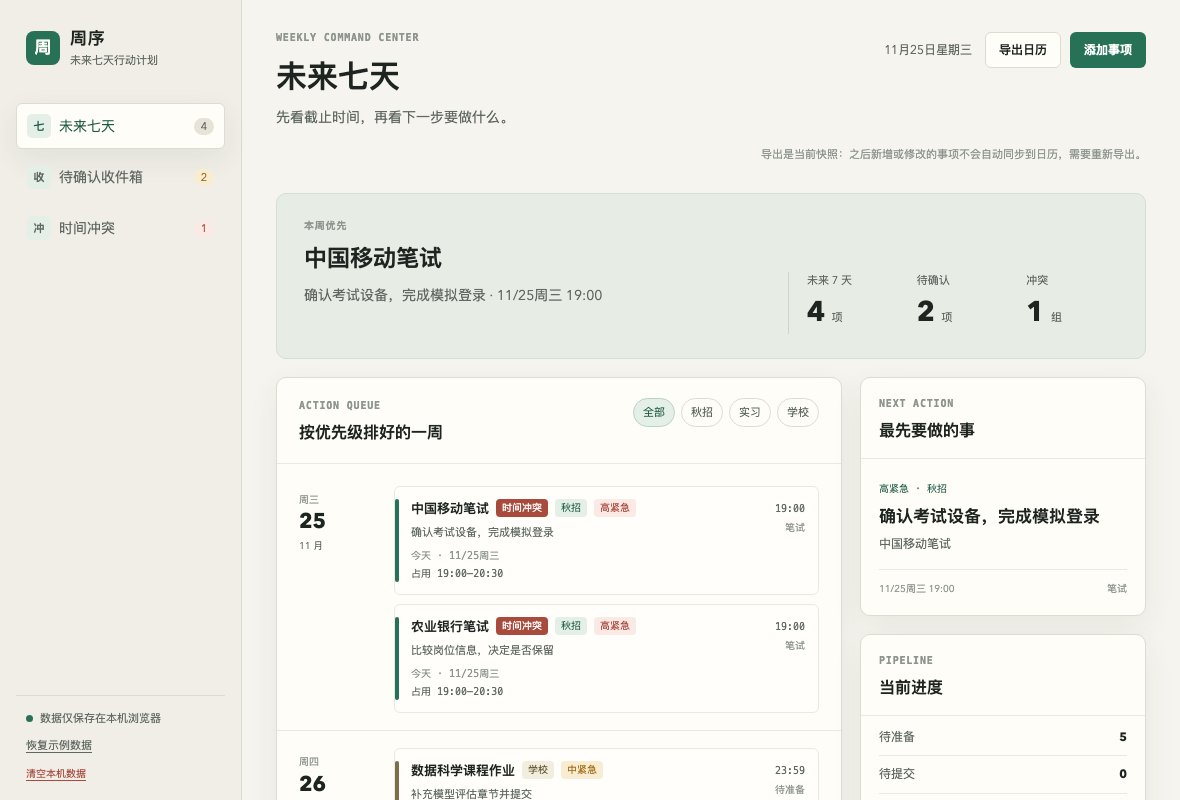 周
周序
未来七天行动计划
七 未来七天 4
收 待确认收件箱 2
冲 时间冲突 1
数据仅保存在本机浏览器
恢复示例数据
清空本机数据
WEEKLY COMMAND CENTER
未来七天
先看截止时间，再看下一步要做什么。
11月25日星期三
导出日历
添加事项
导出是当前快照：之后新增或修改的事项不会自动同步到日历，需要重新导出。
本周优先
中国移动笔试
确认考试设备，完成模拟登录 · 11/25周三 19:00
未来 7 天
4 项
待确认
2 项
冲突
1 组
ACTION QUEUE
按优先级排好的一周
全部 秋招 实习 学校
周三
25
11 月
中国移动笔试 时间冲突 秋招 高紧急
确认考试设备，完成模拟登录
今天 · 11/25周三
占用 19:00—20:30
19:00
笔试
农业银行笔试 时间冲突 秋招 高紧急
比较岗位信息，决定是否保留
今天 · 11/25周三
占用 19:00—20:30
19:00
笔试
周四
26
数据科学课程作业 学校 中紧急
补充模型评估章节并提交
23:59
待准备
NEXT ACTION
最先要做的事
高紧急 · 秋招
确认考试设备，完成模拟登录
中国移动笔试
11/25周三 19:00 笔试
PIPELINE
当前进度
待准备 5
待提交 0